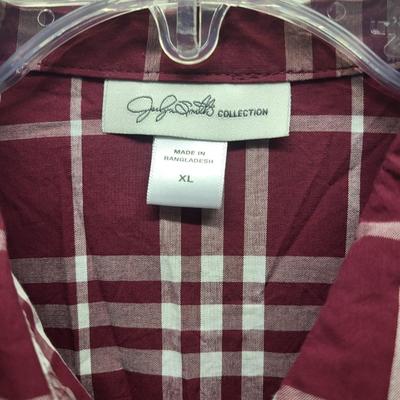 Jaclyn Smith COLLECTION
MADE IN
BANGLADESH
XL